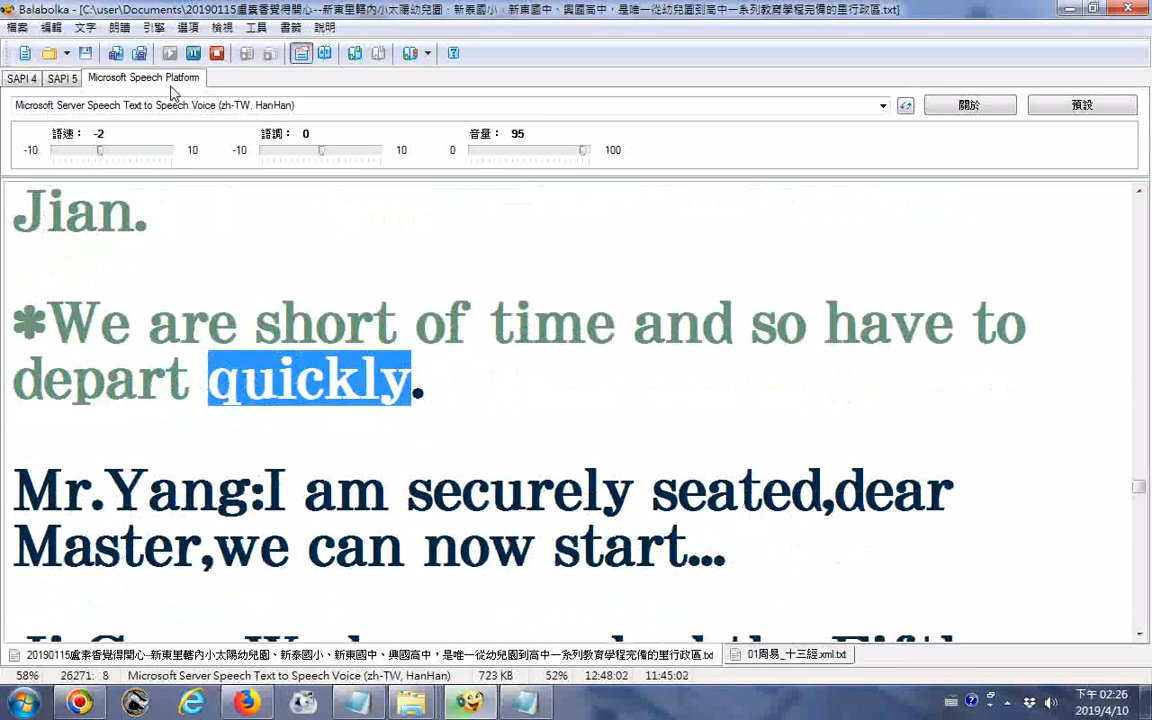 Balabolka - [C:\user\Documents\20190115盧素香覺得開心--新東里轄內小太陽幼兒園、新泰國小、新東國中、興國高中，是唯一從幼兒園到高中一系列教育學程完備的里行政區.txt]
檔案 編輯 文字 朗讀 引擎 選項 檢視 工具 書籤 說明
SAPI 4 SAPI 5 Microsoft Speech Platform
Microsoft Server Speech Text to Speech Voice (zh-TW, HanHan) 關於 預設
語速： -2 語調： 0 音量： 95
-10 10 -10 10 0 100
Jian.
*We are short of time and so have to
depart quickly.
Mr.Yang:I am securely seated,dear
Master,we can now start...
20190115盧素香覺得開心--新東里轄內小太陽幼兒園、新泰國小、新東國中、興國高中，是唯一從幼兒園到高中一系列教育學程完備的里行政區.txt 01周易_十三經.xml.txt
58% 26271: 8 Microsoft Server Speech Text to Speech Voice (zh-TW, HanHan) 723 KB 52% 12:48:02 11:45:02
下午 02:26
2019/4/10